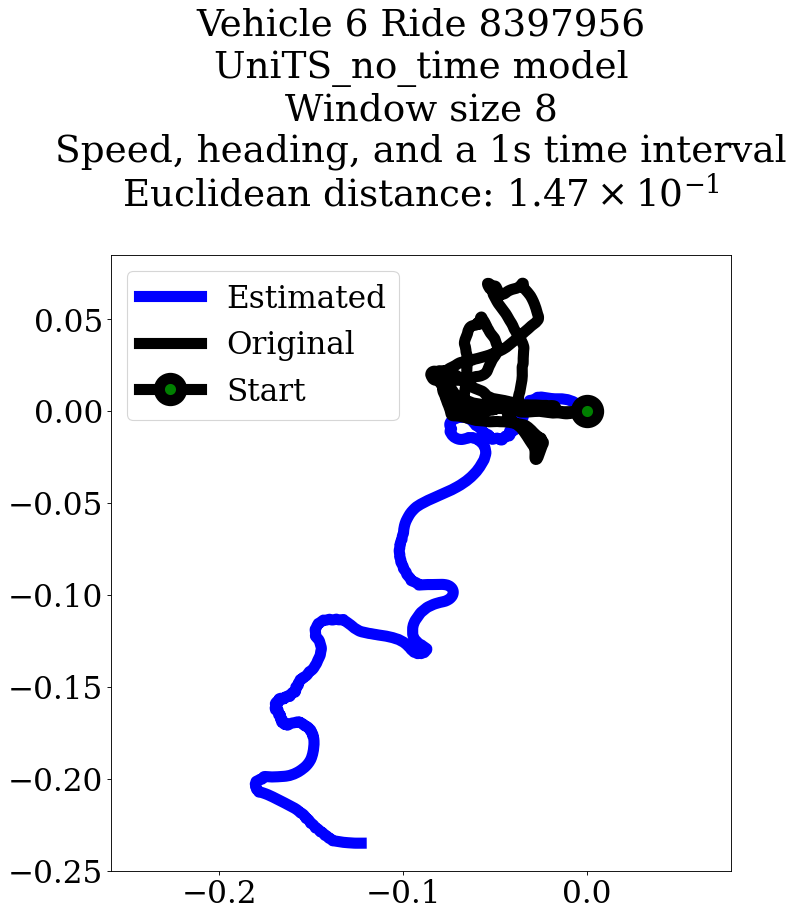 Vehicle 6 Ride 8397956
UniTS_no_time model
Window size 8
Speed, heading, and a 1s time interval
Euclidean distance: 1.47 × 10⁻¹
Estimated
Original
Start
0.05
0.00
−0.05
−0.10
−0.15
−0.20
−0.25
−0.2
−0.1
0.0